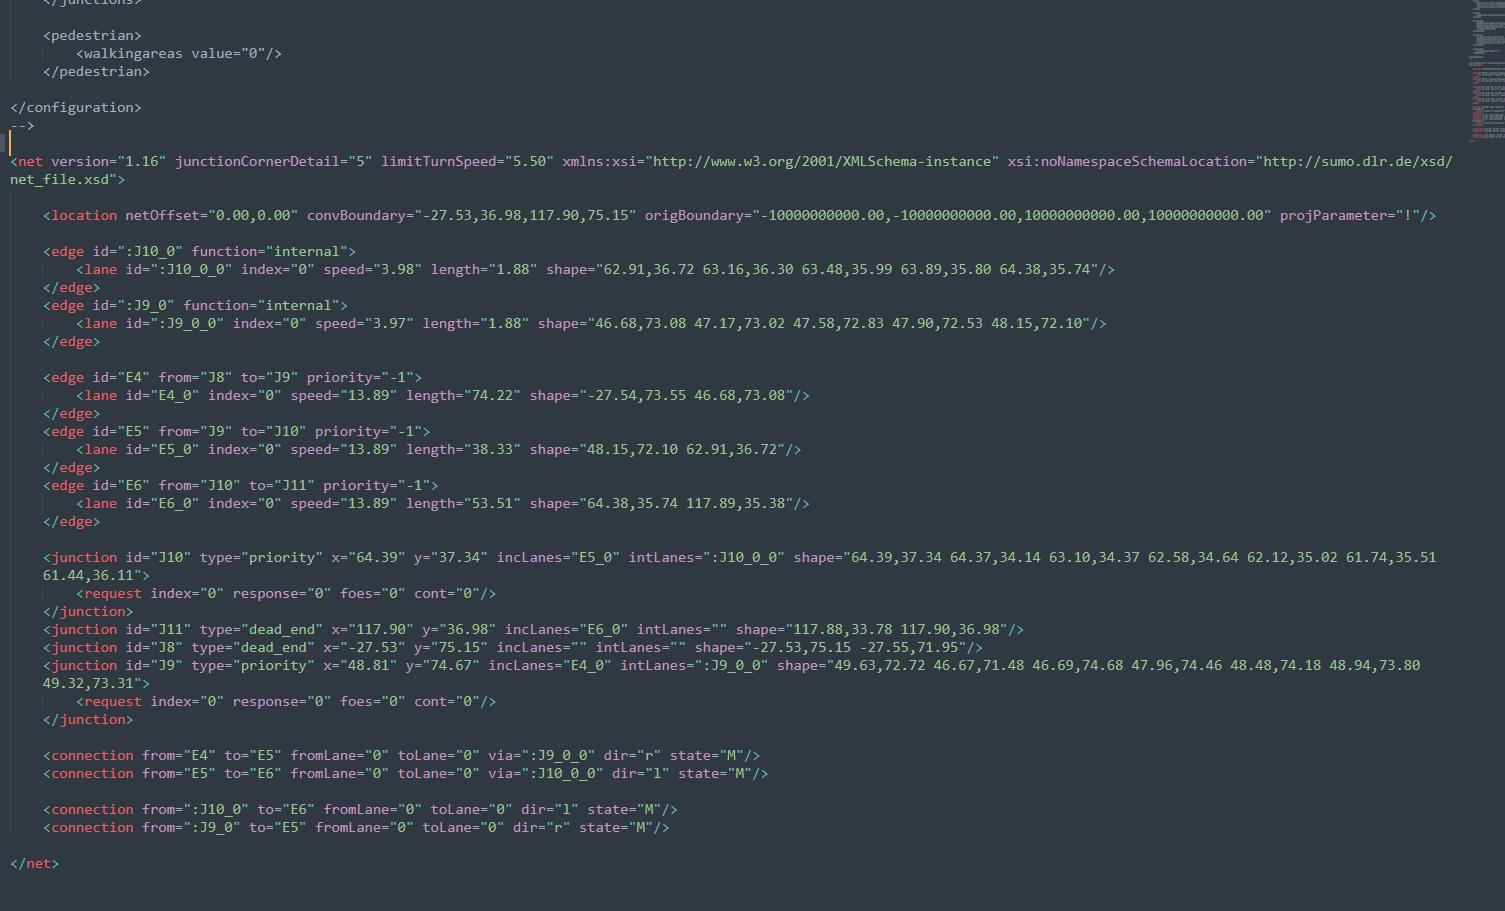 </junctions>
<pedestrian>
<walkingareas value="0"/>
</pedestrian>
</configuration>
-->
<net version="1.16" junctionCornerDetail="5" limitTurnSpeed="5.50" xmlns:xsi="http://www.w3.org/2001/XMLSchema-instance" xsi:noNamespaceSchemaLocation="http://sumo.dlr.de/xsd/
net_file.xsd">
<location netOffset="0.00,0.00" convBoundary="-27.53,36.98,117.90,75.15" origBoundary="-10000000000.00,-10000000000.00,10000000000.00,10000000000.00" projParameter="!"/>
<edge id=":J10_0" function="internal">
<lane id=":J10_0_0" index="0" speed="3.98" length="1.88" shape="62.91,36.72 63.16,36.30 63.48,35.99 63.89,35.80 64.38,35.74"/>
</edge>
<edge id=":J9_0" function="internal">
<lane id=":J9_0_0" index="0" speed="3.97" length="1.88" shape="46.68,73.08 47.17,73.02 47.58,72.83 47.90,72.53 48.15,72.10"/>
</edge>
<edge id="E4" from="J8" to="J9" priority="-1">
<lane id="E4_0" index="0" speed="13.89" length="74.22" shape="-27.54,73.55 46.68,73.08"/>
</edge>
<edge id="E5" from="J9" to="J10" priority="-1">
<lane id="E5_0" index="0" speed="13.89" length="38.33" shape="48.15,72.10 62.91,36.72"/>
</edge>
<edge id="E6" from="J10" to="J11" priority="-1">
<lane id="E6_0" index="0" speed="13.89" length="53.51" shape="64.38,35.74 117.89,35.38"/>
</edge>
<junction id="J10" type="priority" x="64.39" y="37.34" incLanes="E5_0" intLanes=":J10_0_0" shape="64.39,37.34 64.37,34.14 63.10,34.37 62.58,34.64 62.12,35.02 61.74,35.51
61.44,36.11">
<request index="0" response="0" foes="0" cont="0"/>
</junction>
<junction id="J11" type="dead_end" x="117.90" y="36.98" incLanes="E6_0" intLanes="" shape="117.88,33.78 117.90,36.98"/>
<junction id="J8" type="dead_end" x="-27.53" y="75.15" incLanes="" intLanes="" shape="-27.53,75.15 -27.55,71.95"/>
<junction id="J9" type="priority" x="48.81" y="74.67" incLanes="E4_0" intLanes=":J9_0_0" shape="49.63,72.72 46.67,71.48 46.69,74.68 47.96,74.46 48.48,74.18 48.94,73.80
49.32,73.31">
<request index="0" response="0" foes="0" cont="0"/>
</junction>
<connection from="E4" to="E5" fromLane="0" toLane="0" via=":J9_0_0" dir="r" state="M"/>
<connection from="E5" to="E6" fromLane="0" toLane="0" via=":J10_0_0" dir="l" state="M"/>
<connection from=":J10_0" to="E6" fromLane="0" toLane="0" dir="l" state="M"/>
<connection from=":J9_0" to="E5" fromLane="0" toLane="0" dir="r" state="M"/>
</net>